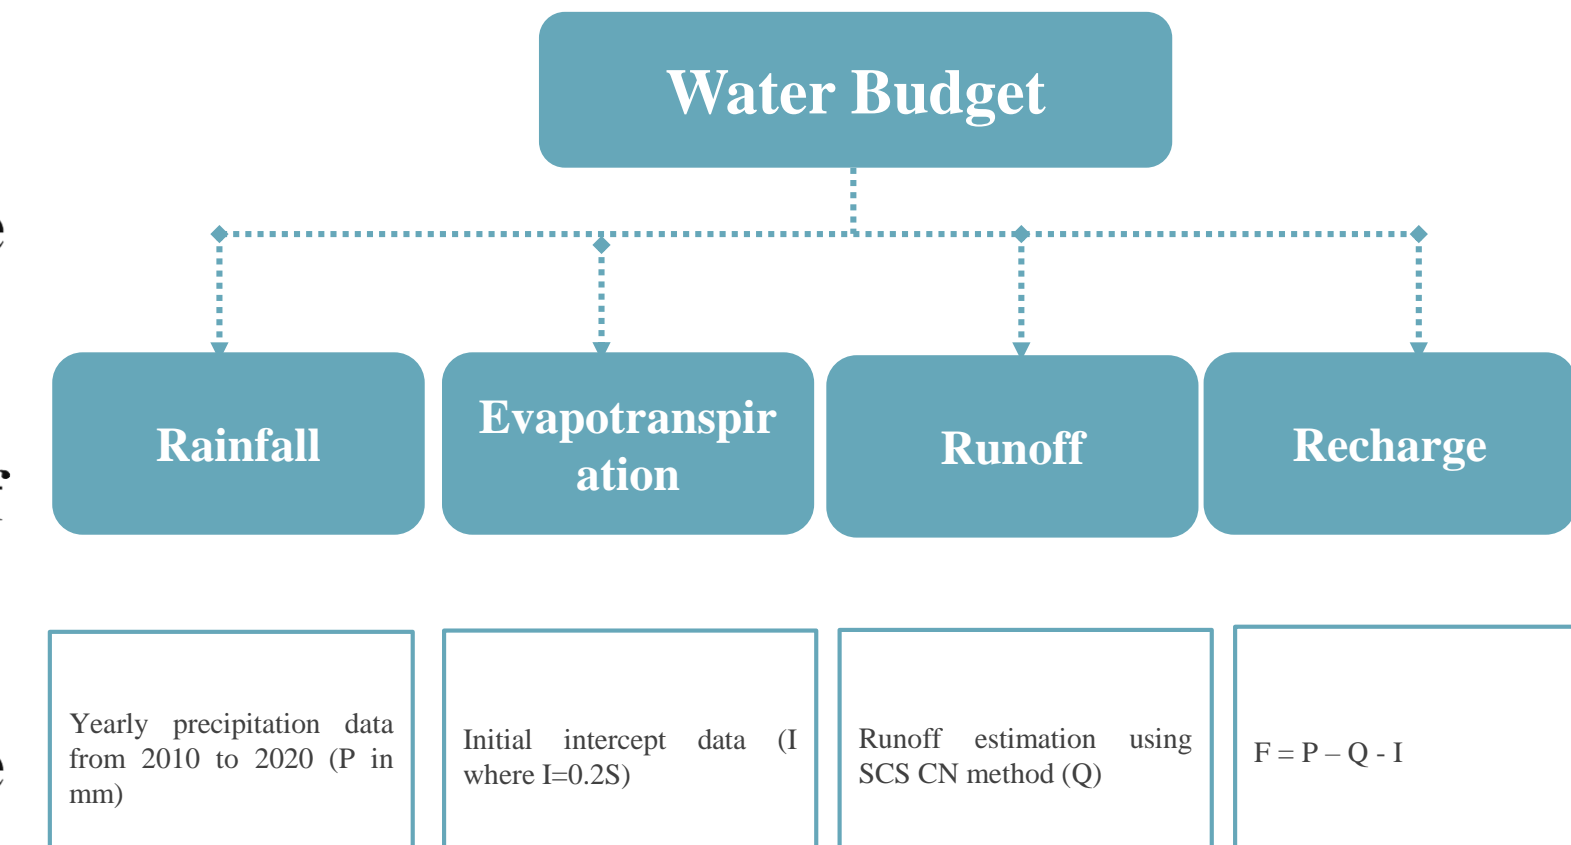 Water Budget
e
Rainfall
Evapotranspir
ation
Runoff
Recharge
f
e
Yearly precipitation data
from 2010 to 2020 (P in
mm)
Initial intercept data (I
where I=0.2S)
Runoff estimation using
SCS CN method (Q)
F = P – Q - I